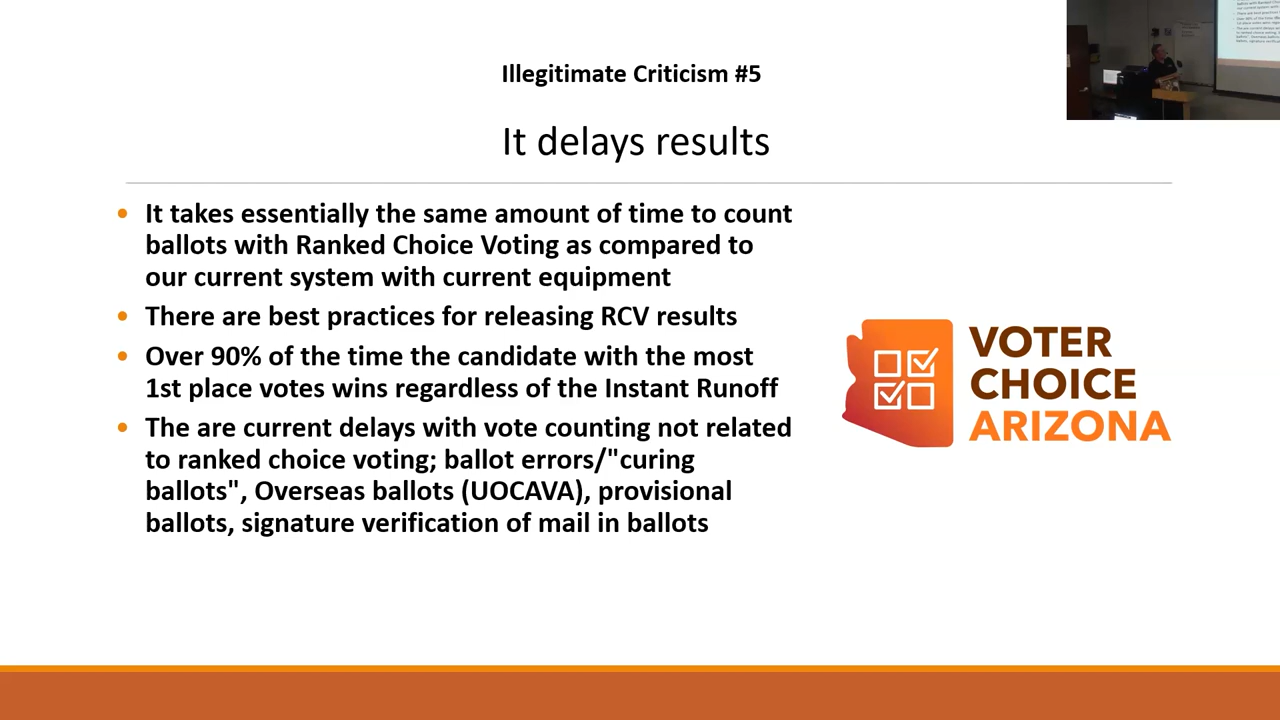 Illegitimate Criticism #5
It delays results
It takes essentially the same amount of time to count
ballots with Ranked Choice Voting as compared to
our current system with current equipment
There are best practices for releasing RCV results
Over 90% of the time the candidate with the most
1st place votes wins regardless of the Instant Runoff
The are current delays with vote counting not related
to ranked choice voting; ballot errors/"curing
ballots", Overseas ballots (UOCAVA), provisional
ballots, signature verification of mail in ballots
VOTER
CHOICE
ARIZONA